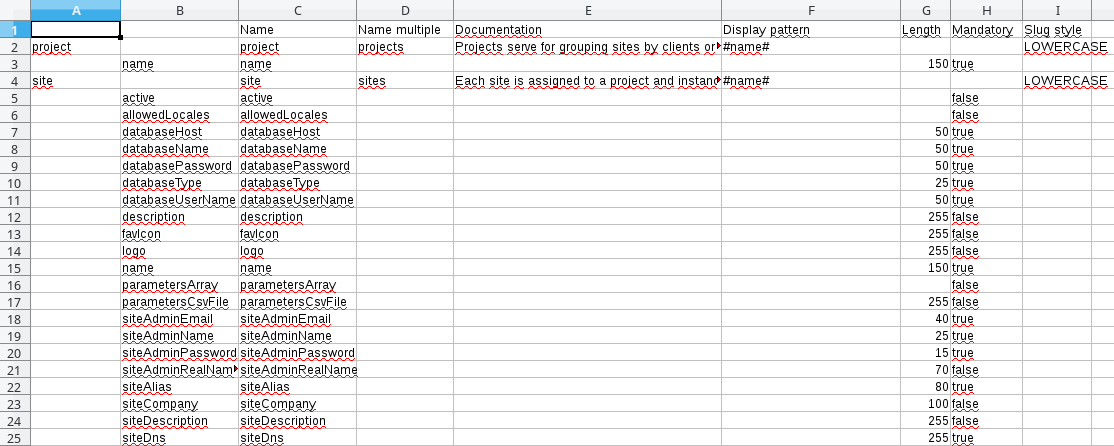 A B C D E F G H I
1 Name Name multiple Documentation Display pattern Length Mandatory Slug style
2 project project projects Projects serve for grouping sites by clients or #name# LOWERCASE
3 name name 150 true
4 site site sites Each site is assigned to a project and instanc #name# LOWERCASE
5 active active false
6 allowedLocales allowedLocales false
7 databaseHost databaseHost 50 true
8 databaseName databaseName 50 true
9 databasePassword databasePassword 50 true
10 databaseType databaseType 25 true
11 databaseUserName databaseUserName 50 true
12 description description 255 false
13 favIcon favIcon 255 false
14 logo logo 255 false
15 name name 150 true
16 parametersArray parametersArray false
17 parametersCsvFile parametersCsvFile 255 false
18 siteAdminEmail siteAdminEmail 40 true
19 siteAdminName siteAdminName 25 true
20 siteAdminPassword siteAdminPassword 15 true
21 siteAdminRealNam siteAdminRealName 70 false
22 siteAlias siteAlias 80 true
23 siteCompany siteCompany 100 false
24 siteDescription siteDescription 255 false
25 siteDns siteDns 255 true